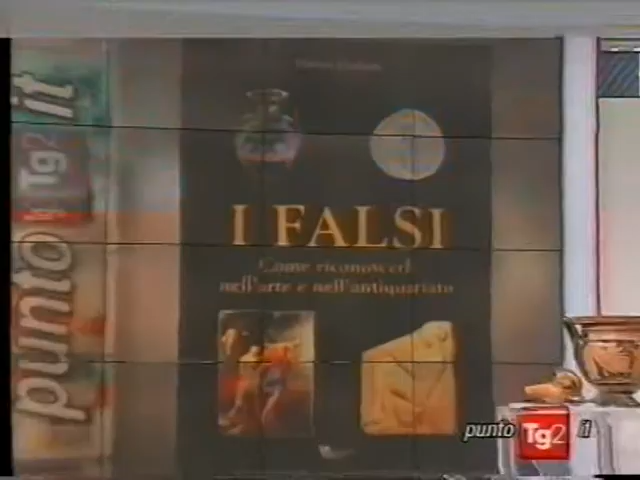 punto Tg2 it
I FALSI
Come riconoscerli
nell'arte e nell'antiquariato
punto Tg2 it